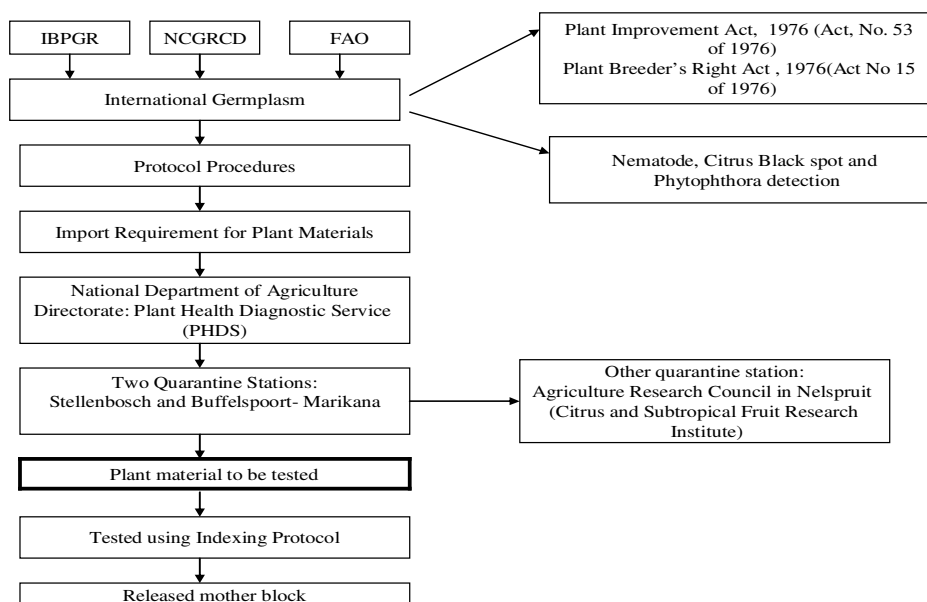 IBPGR
NCGRCD
FAO
International Germplasm
Plant Improvement Act, 1976 (Act, No. 53
of 1976)
Plant Breeder's Right Act , 1976(Act No 15
of 1976)
Protocol Procedures
Nematode, Citrus Black spot and
Phytophthora detection
Import Requirement for Plant Materials
National Department of Agriculture
Directorate: Plant Health Diagnostic Service
(PHDS)
Two Quarantine Stations:
Stellenbosch and Buffelspoort- Marikana
Other quarantine station:
Agriculture Research Council in Nelspruit
(Citrus and Subtropical Fruit Research
Institute)
Plant material to be tested
Tested using Indexing Protocol
Released mother block